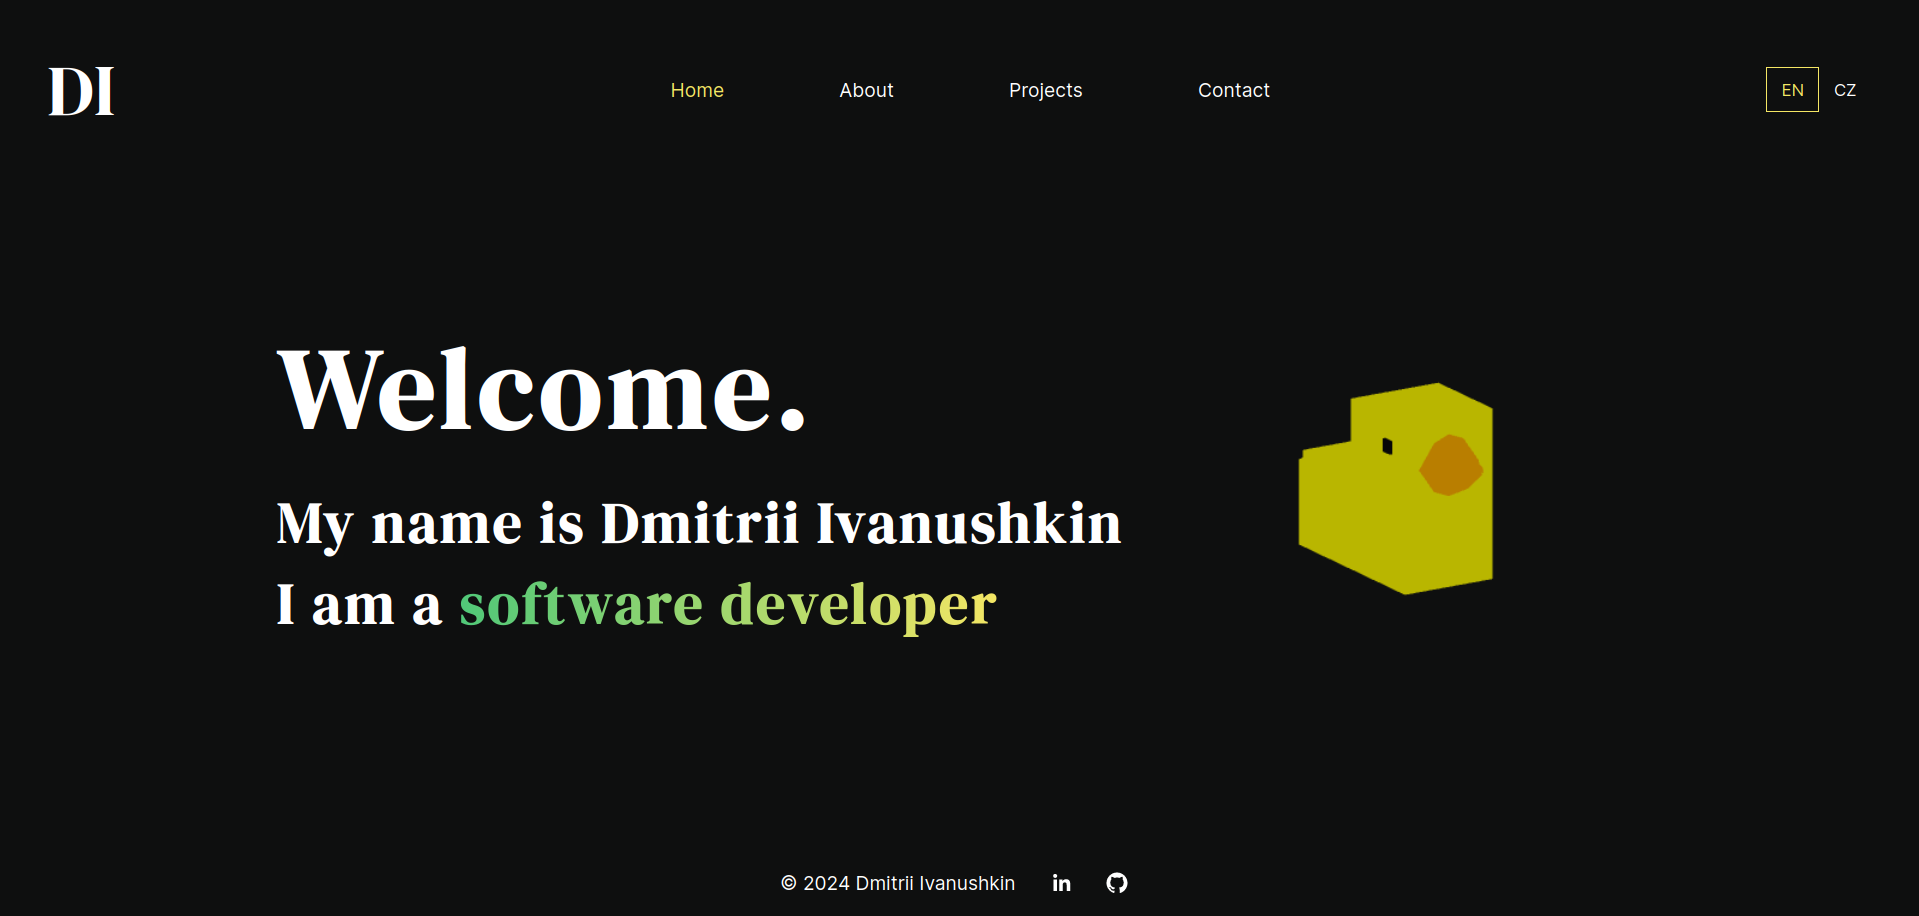 DI
Home
About
Projects
Contact
EN
CZ
Welcome.
My name is Dmitrii Ivanushkin
I am a software developer
© 2024 Dmitrii Ivanushkin
in